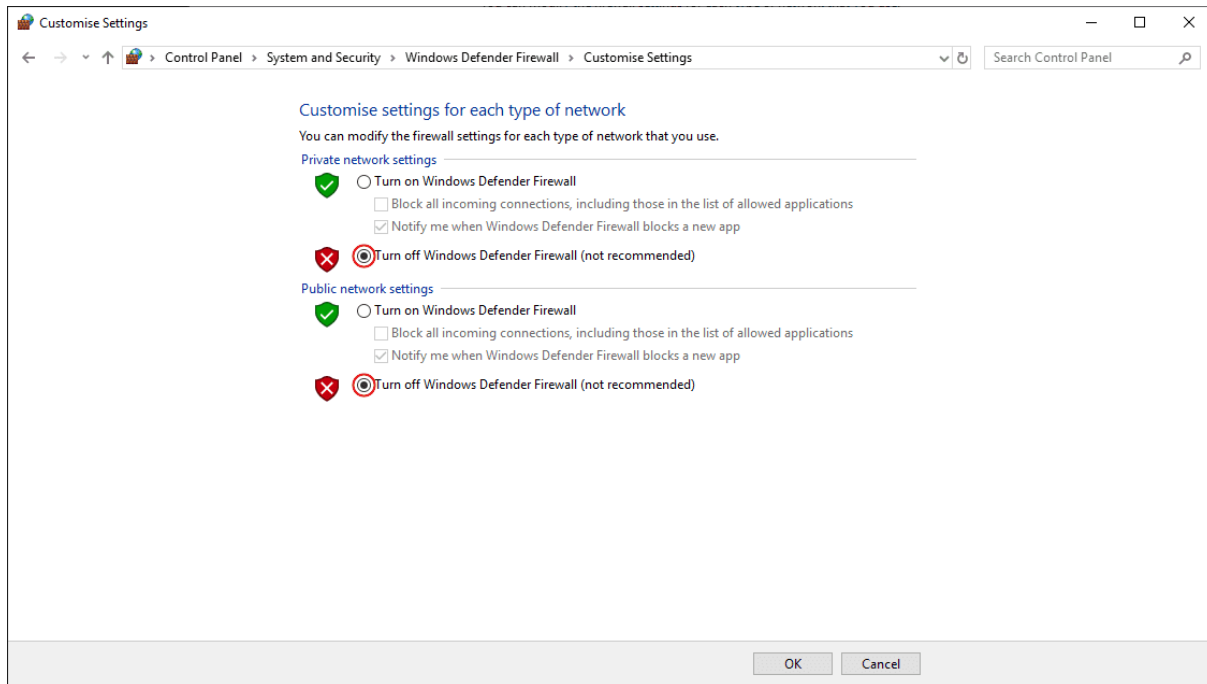 Customise Settings
Control Panel > System and Security > Windows Defender Firewall > Customise Settings
Search Control Panel
Customise settings for each type of network
You can modify the firewall settings for each type of network that you use.
Private network settings
Turn on Windows Defender Firewall
Block all incoming connections, including those in the list of allowed applications
Notify me when Windows Defender Firewall blocks a new app
Turn off Windows Defender Firewall (not recommended)
Public network settings
Turn on Windows Defender Firewall
Block all incoming connections, including those in the list of allowed applications
Notify me when Windows Defender Firewall blocks a new app
Turn off Windows Defender Firewall (not recommended)
OK
Cancel